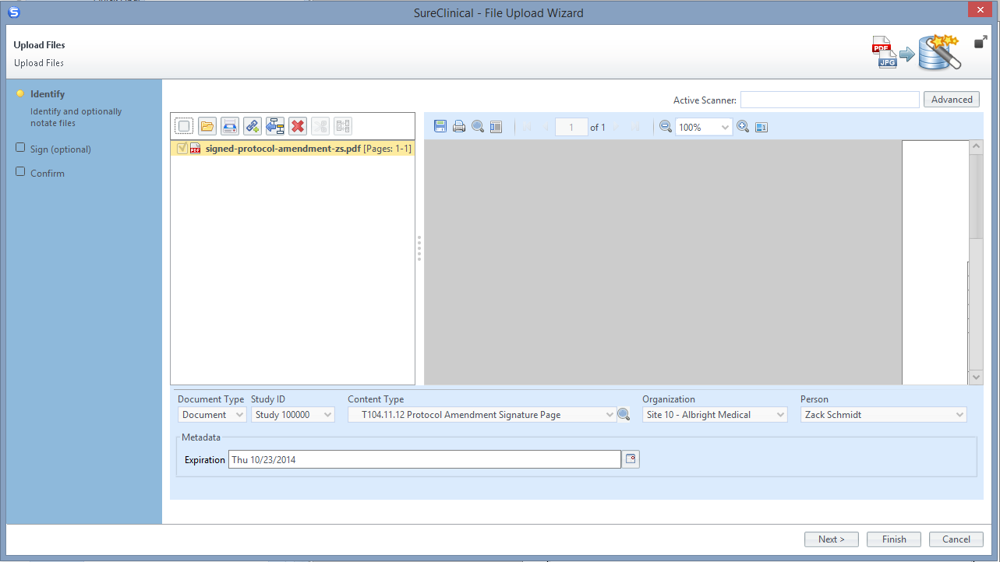 SureClinical - File Upload Wizard
Upload Files
Upload Files
PDF
JPG
Identify
Identify and optionally
notate files
Sign (optional)
Confirm
Active Scanner:
Advanced
1 of 1
100%
signed-protocol-amendment-zs.pdf [Pages: 1-1]
Document Type Study ID Content Type Organization Person
Document Study 100000 T104.11.12 Protocol Amendment Signature Page Site 10 - Albright Medical Zack Schmidt
Metadata
Expiration Thu 10/23/2014
Next > Finish Cancel